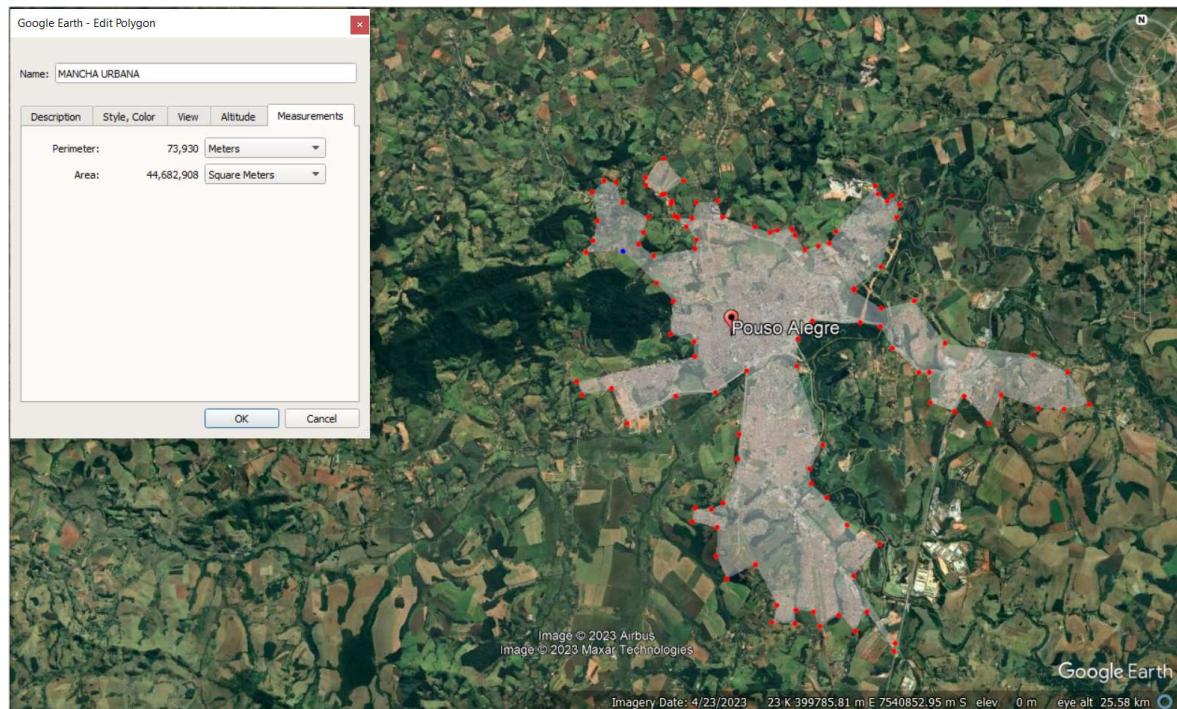 Google Earth - Edit Polygon
Name: MANCHA URBANA
Description Style, Color View Altitude Measurements
Perimeter: 73,930 Meters
Area: 44,682,908 Square Meters
OK Cancel
N
Pouso Alegre
Image © 2023 Airbus
Image © 2023 Maxar Technologies
Google Earth
Imagery Date: 4/23/2023 23 K 399785.81 m E 7540852.95 m S elev 0 m eye alt 25.58 km